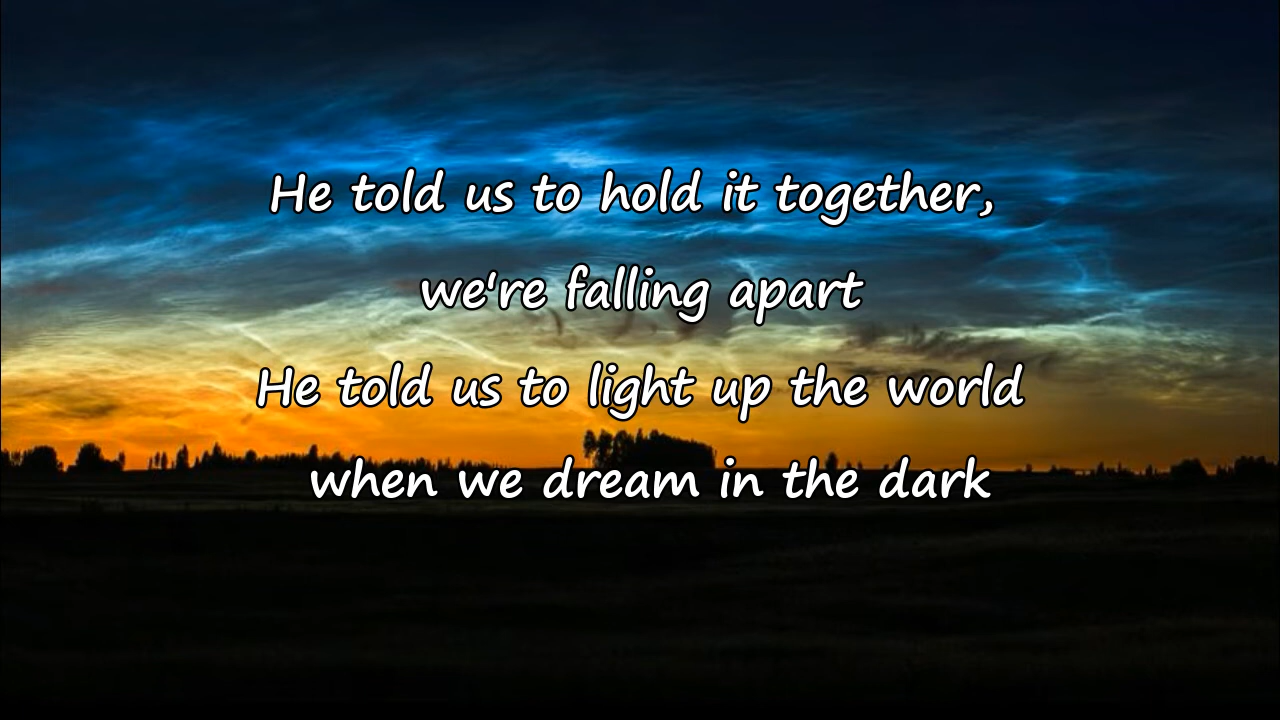 He told us to hold it together,
we're falling apart
He told us to light up the world
when we dream in the dark